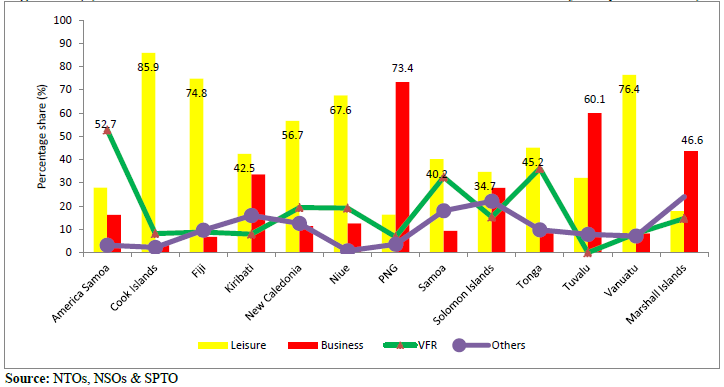 100
90
80
70
60
50
40
30
20
10
0
Percentage share (%)
52.7
85.9
74.8
42.5
56.7
67.6
73.4
40.2
34.7
45.2
60.1
76.4
46.6
America Samoa
Cook Islands
Fiji
Kiribati
New Caledonia
Niue
PNG
Samoa
Solomon Islands
Tonga
Tuvalu
Vanuatu
Marshall Islands
Leisure Business VFR Others
Source: NTOs, NSOs & SPTO